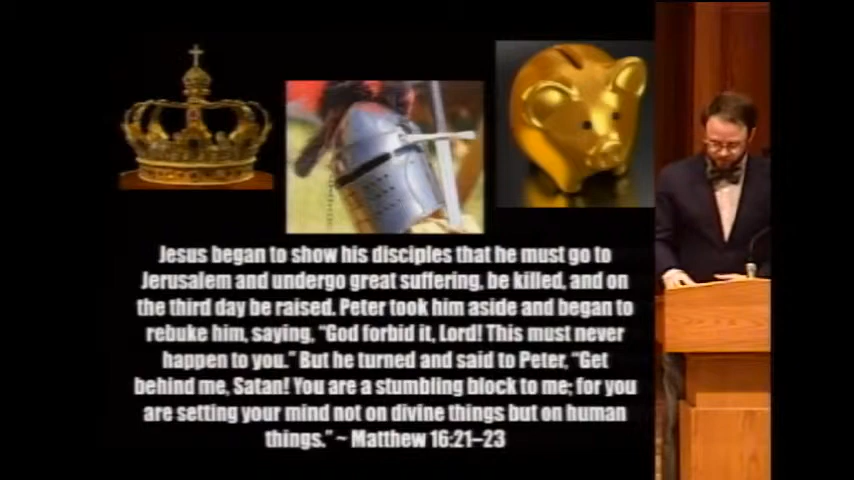 Jesus began to show his disciples that he must go to
Jerusalem and undergo great suffering, be killed, and on
the third day be raised. Peter took him aside and began to
rebuke him, saying, "God forbid it, Lord! This must never
happen to you." But he turned and said to Peter, "Get
behind me, Satan! You are a stumbling block to me; for you
are setting your mind not on divine things but on human
things." ~ Matthew 16:21–23